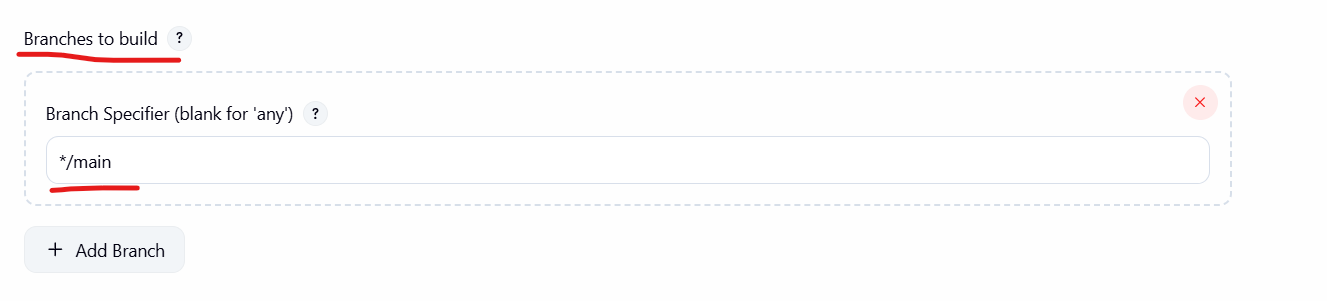 Branches to build ?
Branch Specifier (blank for 'any') ?
*/main
+ Add Branch